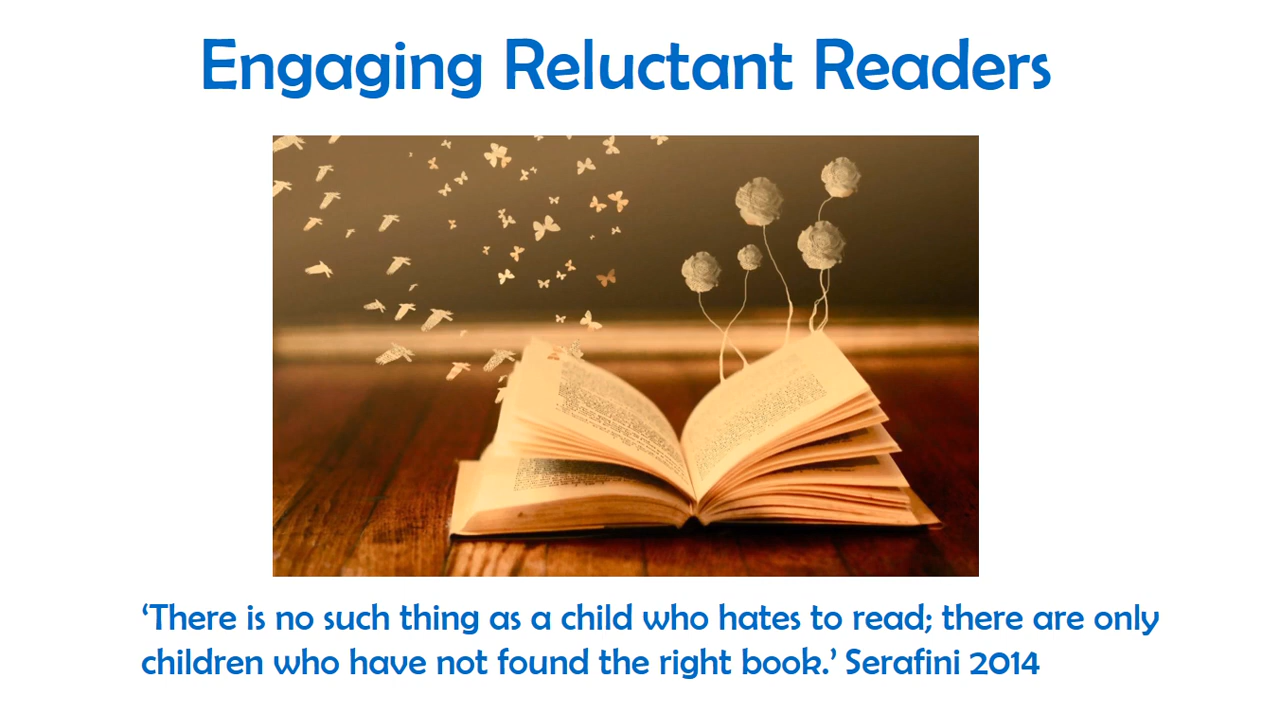 Engaging Reluctant Readers
‘There is no such thing as a child who hates to read; there are only
children who have not found the right book.’ Serafini 2014